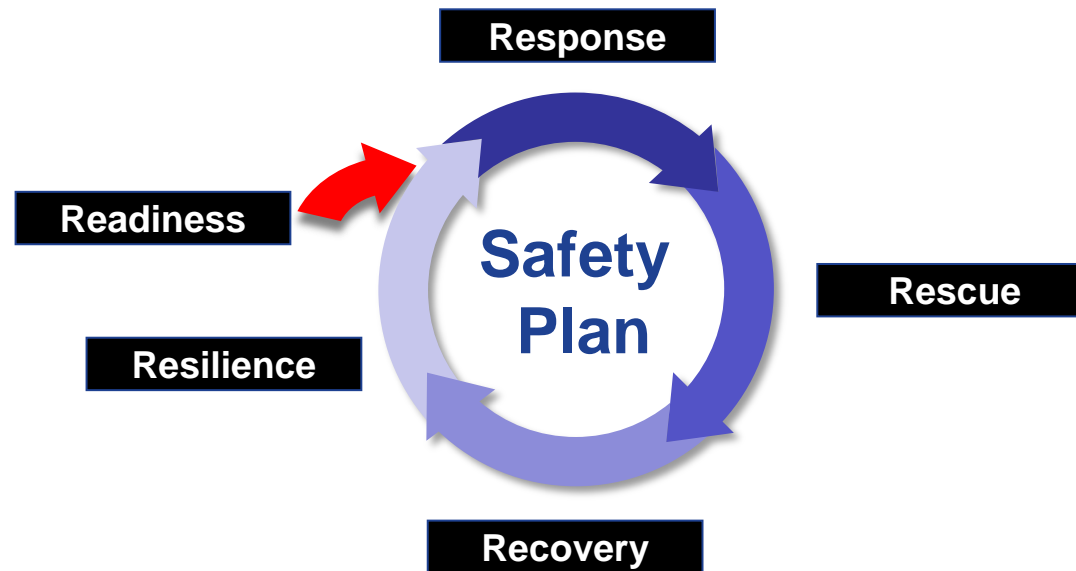 Response
Readiness
Safety
Plan
Rescue
Resilience
Recovery